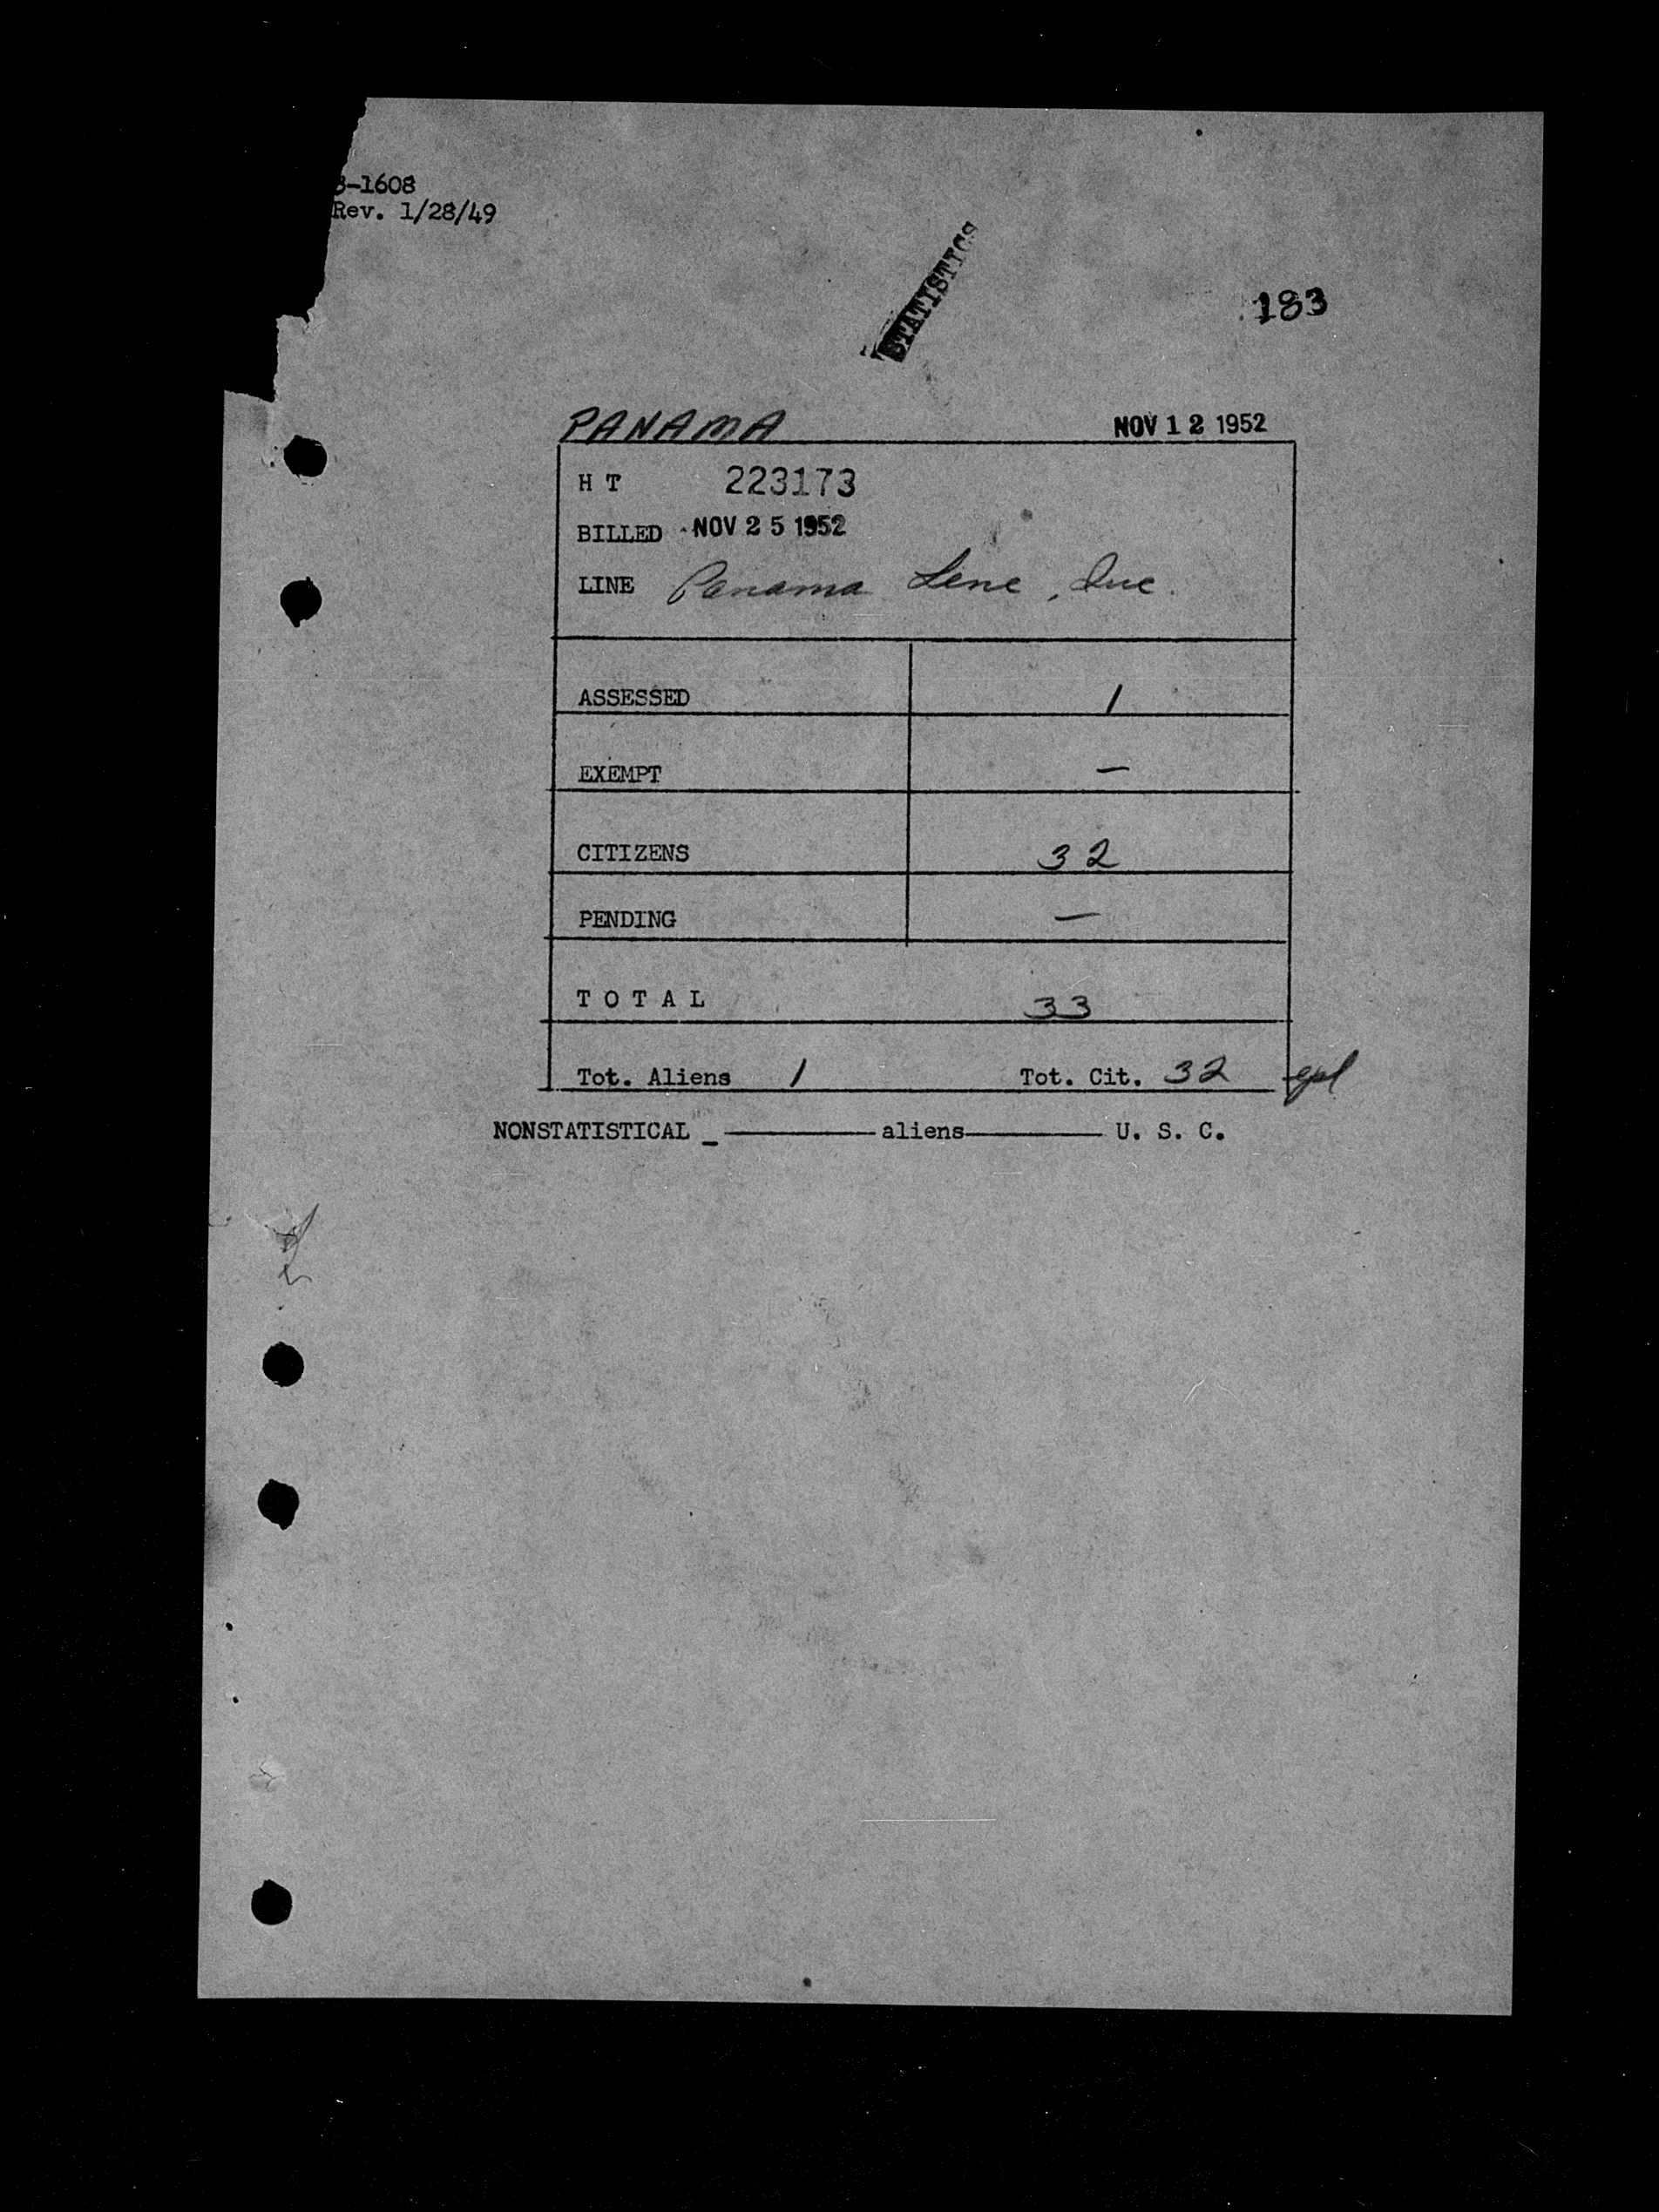 3-1608
Rev. 1/28/49
STATISTICS
183
PANAMA NOV 12 1952
H T 223173
BILLED NOV 25 1952
LINE Panama Line, Inc.
ASSESSED 1
EXEMPT —
CITIZENS 32
PENDING —
T O T A L 33
Tot. Aliens 1 Tot. Cit. 32
NONSTATISTICAL _ ———— aliens ———— U. S. C.